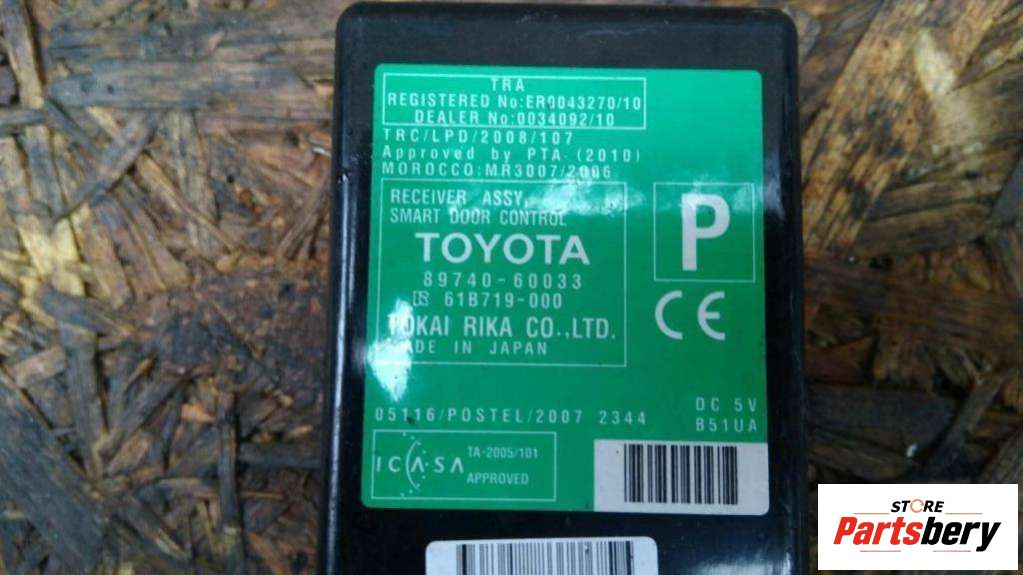 TRA
REGISTERED No:ER0043270/10
DEALER No:0034092/10
TRC/LPD/2008/107
Approved by PTA (2010)
MOROCCO:MR3007/2006
RECEIVER ASSY,
SMART DOOR CONTROL
TOYOTA
89740-60033
61B719-000
TOKAI RIKA CO.,LTD.
MADE IN JAPAN
P
CE
05116/POSTEL/2007 2344
DC 5V
B51UA
ICASA
TA-2005/101
APPROVED
STORE
Partsbery